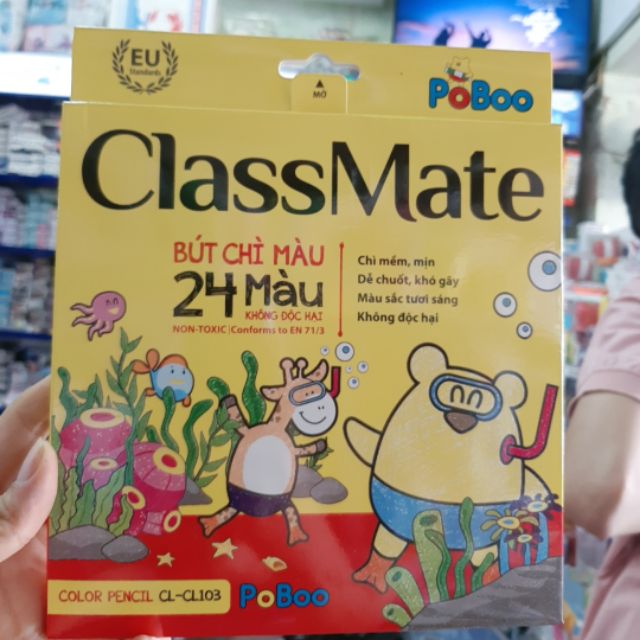 EU
Standards
MỞ
PoBoo
ClassMate
BÚT CHÌ MÀU
24 Màu
KHÔNG ĐỘC HẠI
NON-TOXIC|Conforms to EN 71/3
Chì mềm, mịn
Dễ chuốt, khó gãy
Màu sắc tươi sáng
Không độc hại
COLOR PENCIL CL-CL103
PoBoo